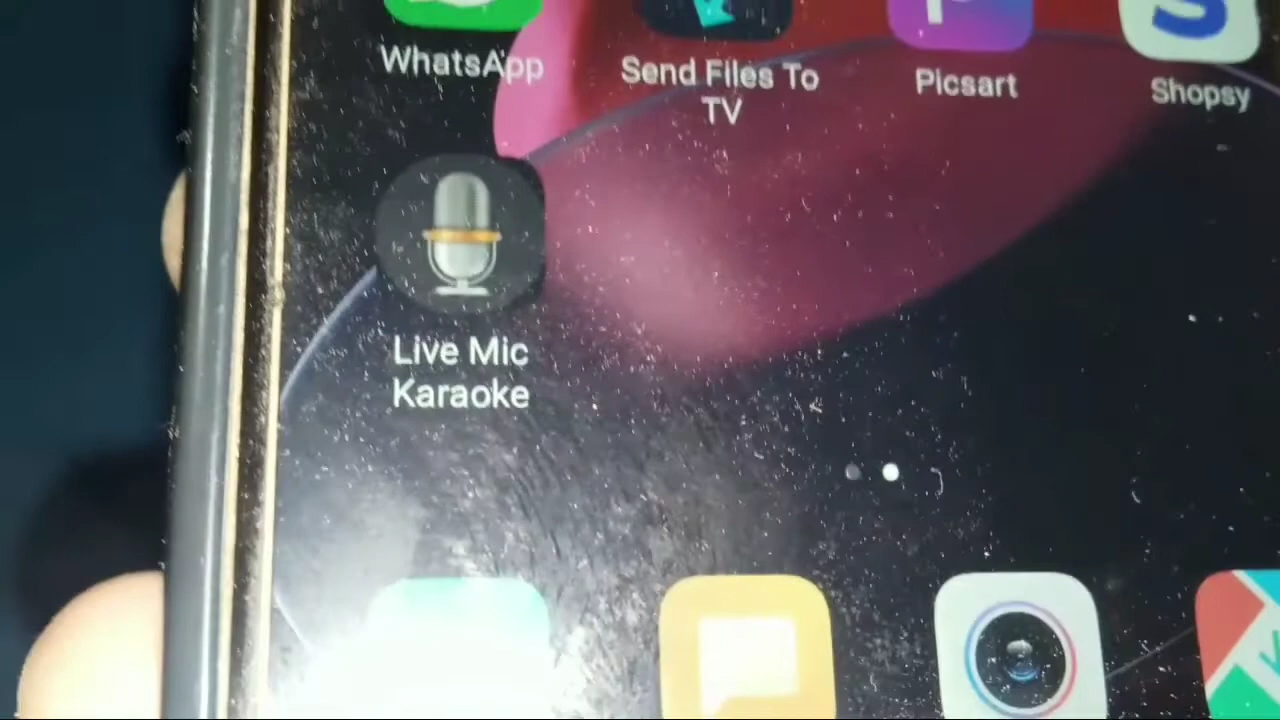 WhatsApp
Send Files To
TV
Picsart
Shopsy
Live Mic
Karaoke